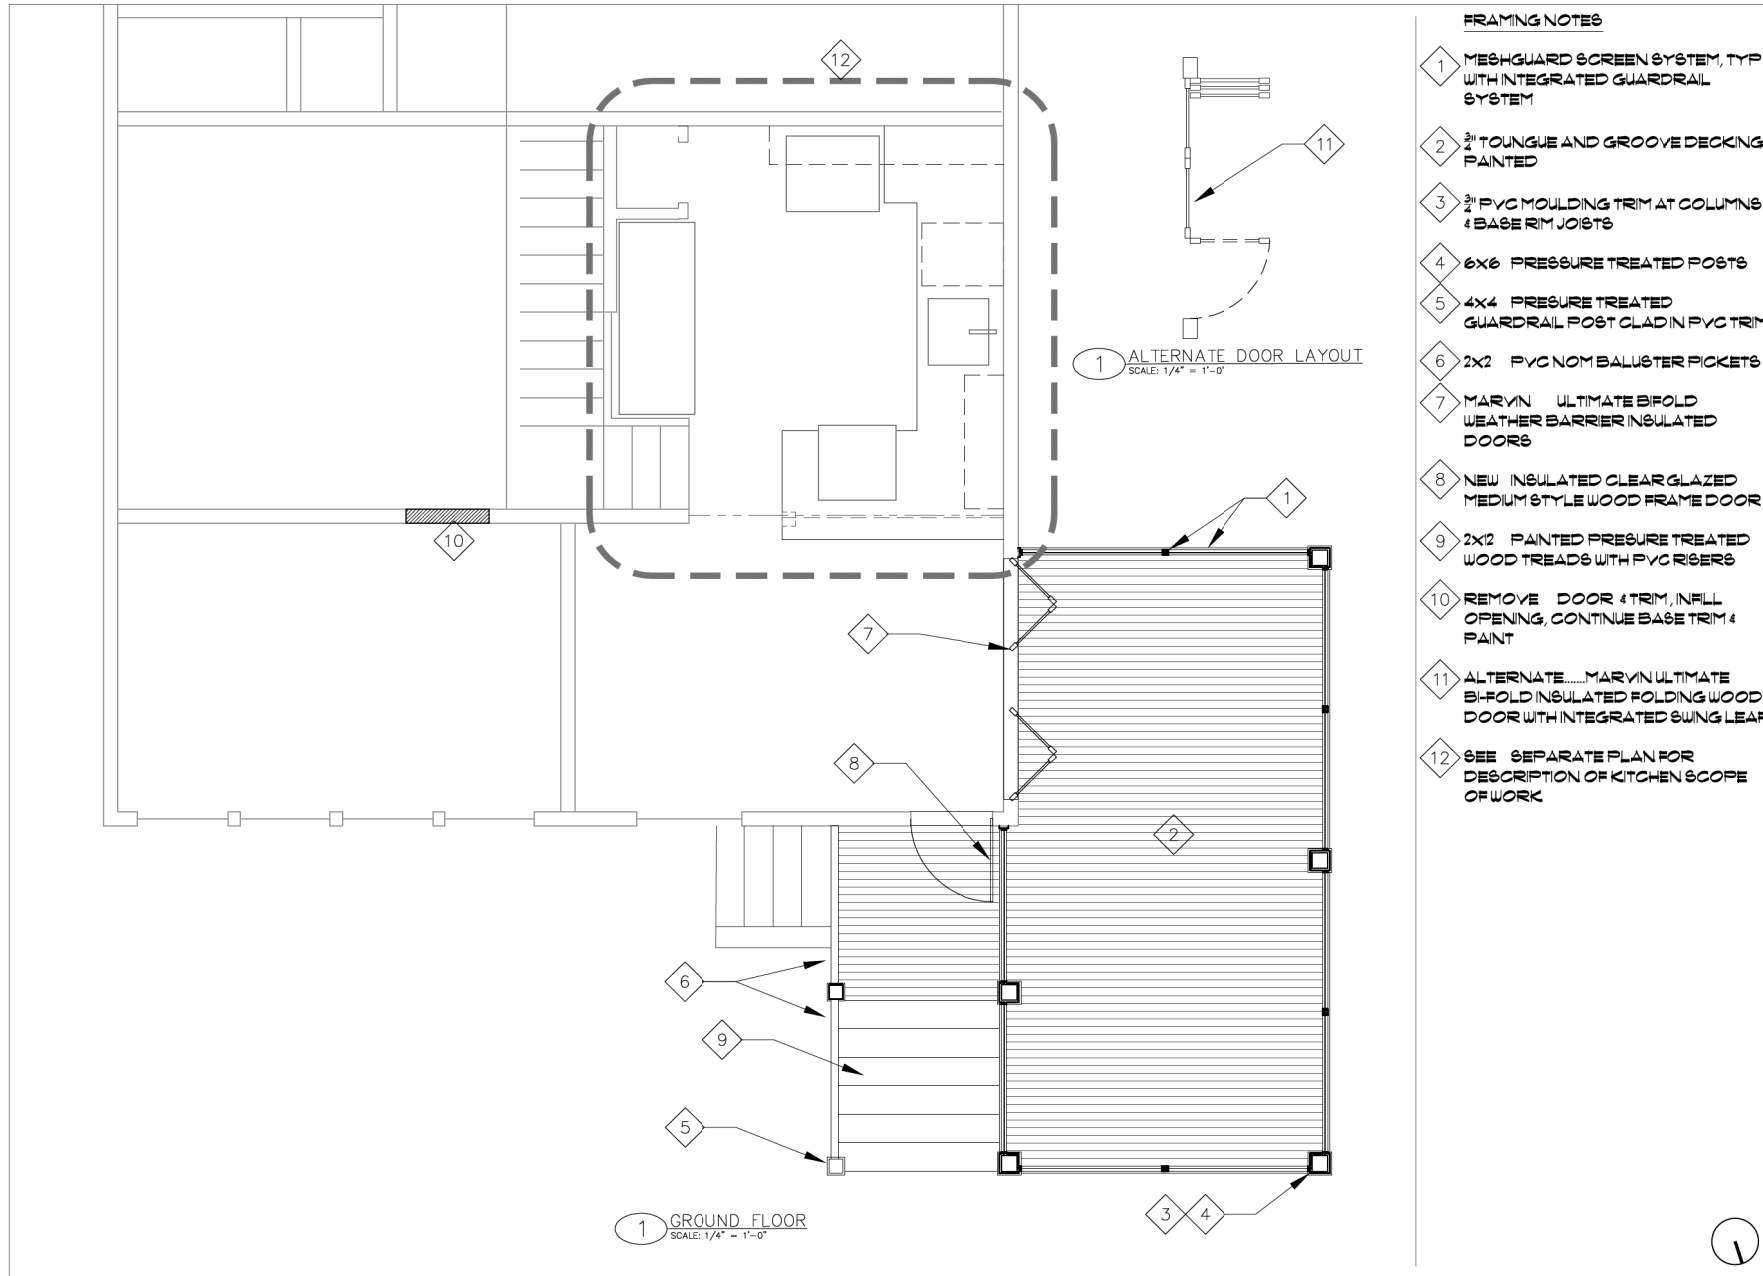 FRAMING NOTES
1 MESHGUARD SCREEN SYSTEM, TYP
WITH INTEGRATED GUARDRAIL
SYSTEM
2 3/4" TOUNGUE AND GROOVE DECKING
PAINTED
3 3/4" PVC MOULDING TRIM AT COLUMNS
& BASE RIM JOISTS
4 6X6 PRESSURE TREATED POSTS
5 4X4 PRESURE TREATED
GUARDRAIL POST CLAD IN PVC TRIM
6 2X2 PVC NOM BALUSTER PICKETS
7 MARVIN ULTIMATE BIFOLD
WEATHER BARRIER INSULATED
DOORS
8 NEW INSULATED CLEAR GLAZED
MEDIUM STYLE WOOD FRAME DOOR
9 2X12 PAINTED PRESURE TREATED
WOOD TREADS WITH PVC RISERS
10 REMOVE DOOR & TRIM, INFILL
OPENING, CONTINUE BASE TRIM &
PAINT
11 ALTERNATE.......MARVIN ULTIMATE
BI-FOLD INSULATED FOLDING WOOD
DOOR WITH INTEGRATED SWING LEAF
12 SEE SEPARATE PLAN FOR
DESCRIPTION OF KITCHEN SCOPE
OF WORK
12
11
1 ALTERNATE DOOR LAYOUT
SCALE: 1/4" = 1'-0"
1
10
7
8
2
6
9
5
3 4
1 GROUND FLOOR
SCALE: 1/4" = 1'-0"